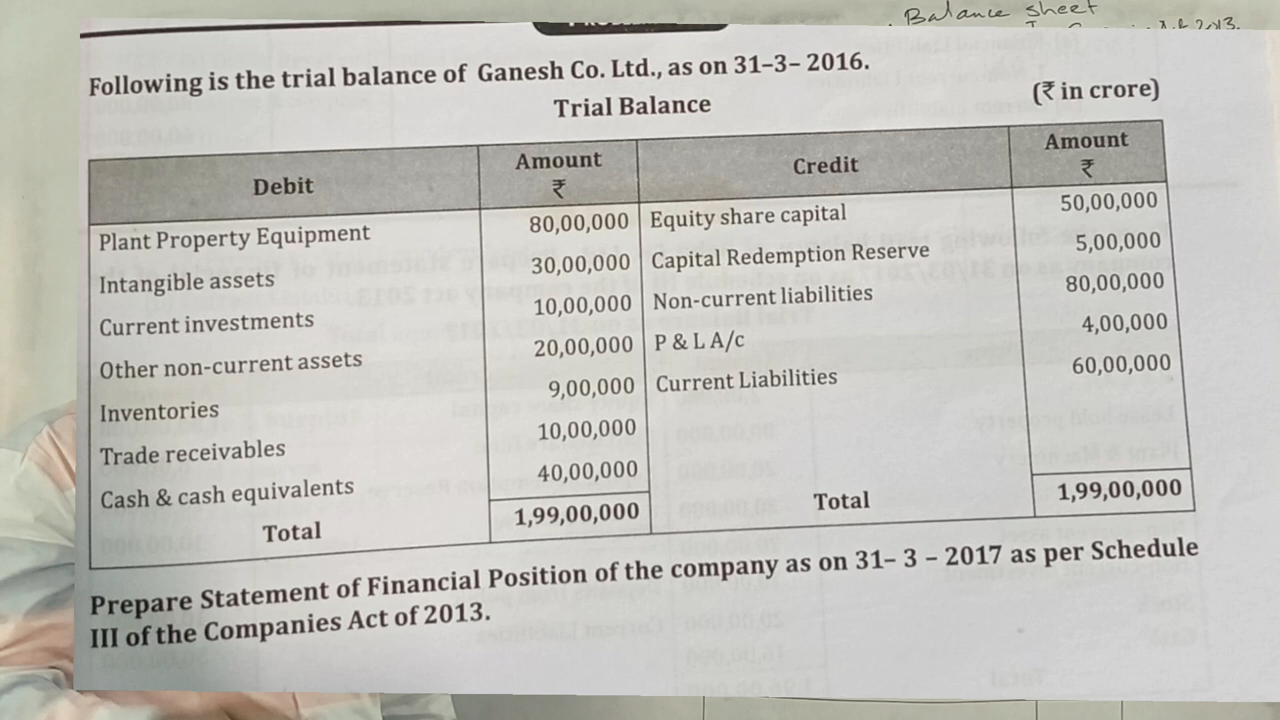 Balance sheet
Following is the trial balance of Ganesh Co. Ltd., as on 31-3- 2016.
Trial Balance
(₹ in crore)
Debit Amount ₹ Credit Amount ₹
Plant Property Equipment 80,00,000 Equity share capital 50,00,000
Intangible assets 30,00,000 Capital Redemption Reserve 5,00,000
Current investments 10,00,000 Non-current liabilities 80,00,000
Other non-current assets 20,00,000 P & L A/c 4,00,000
Inventories 9,00,000 Current Liabilities 60,00,000
Trade receivables 10,00,000
Cash & cash equivalents 40,00,000
Total 1,99,00,000 Total 1,99,00,000
Prepare Statement of Financial Position of the company as on 31- 3 - 2017 as per Schedule
III of the Companies Act of 2013.